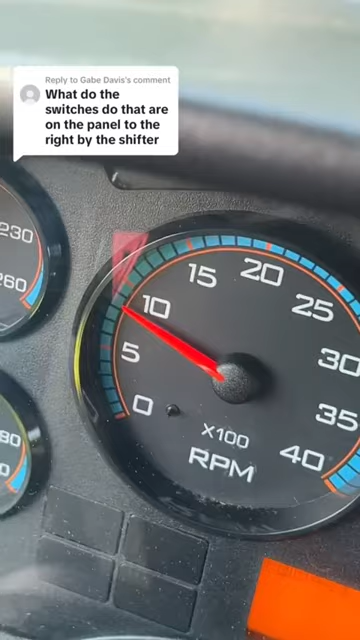 Reply to Gabe Davis's comment
What do the
switches do that are
on the panel to the
right by the shifter
230
260
80
0
5
10
15
20
25
30
35
40
X100
RPM